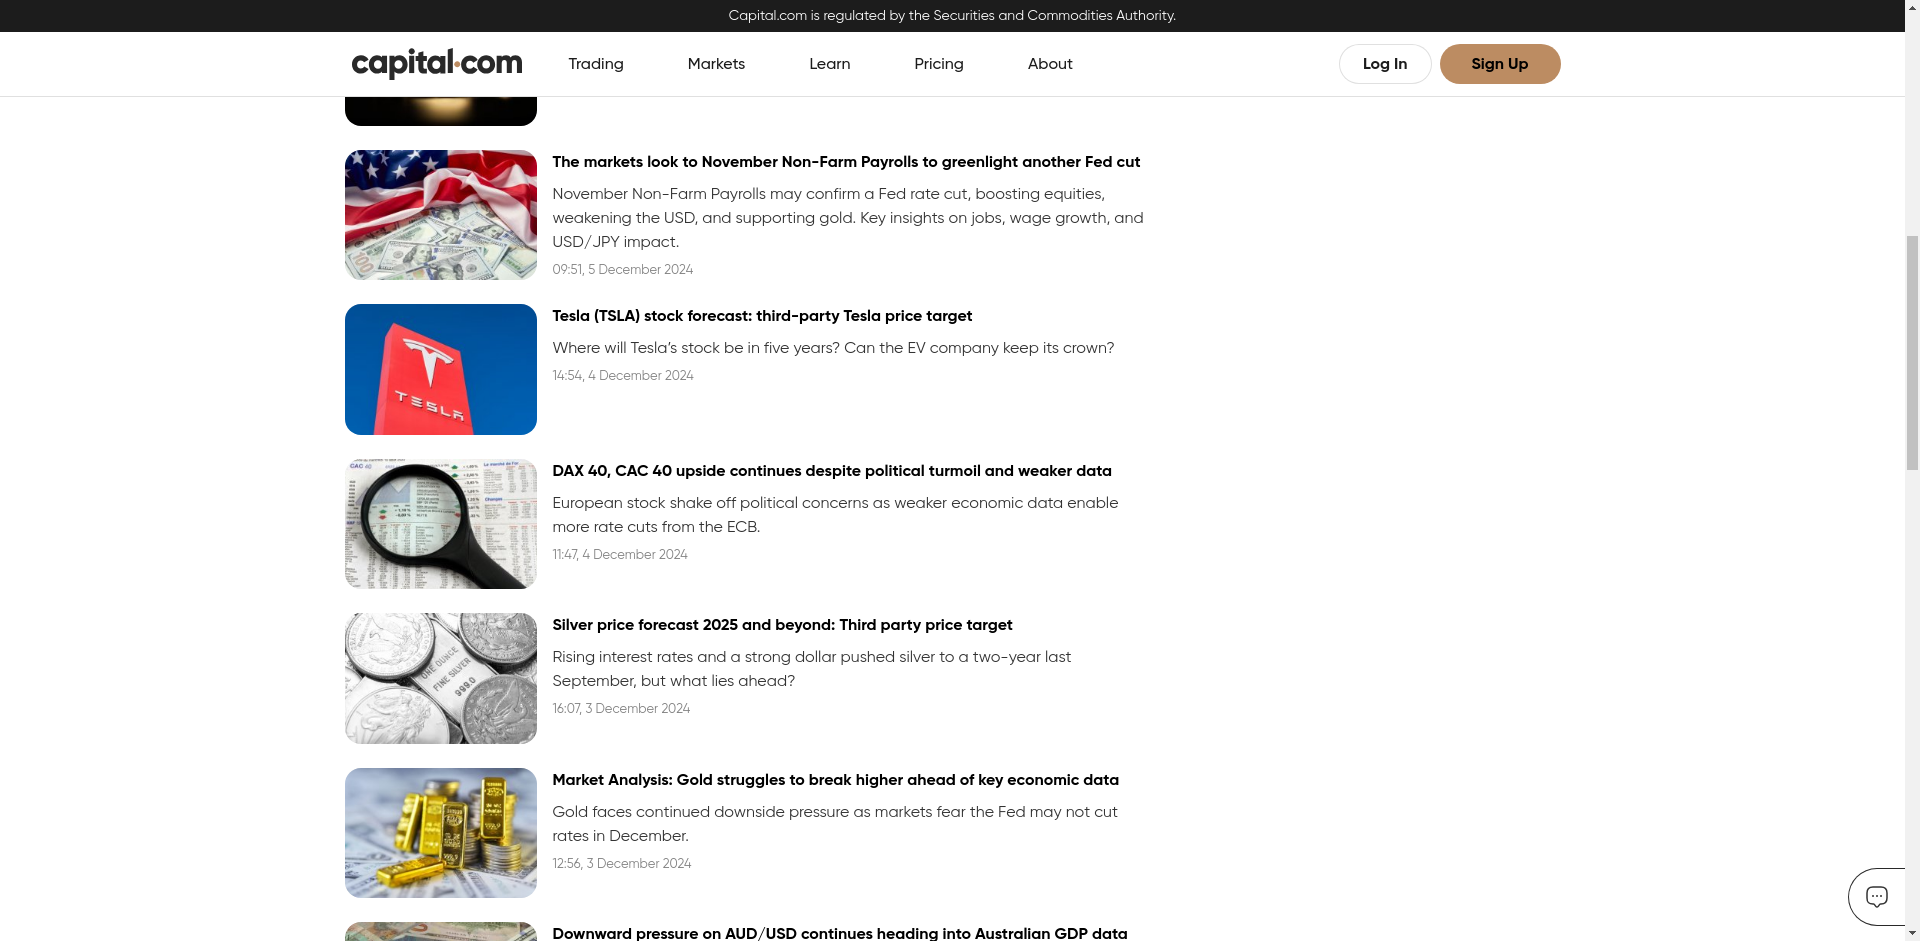 Capital.com is regulated by the Securities and Commodities Authority.
capital.com
Trading
Markets
Learn
Pricing
About
Log In
Sign Up
The markets look to November Non-Farm Payrolls to greenlight another Fed cut
November Non-Farm Payrolls may confirm a Fed rate cut, boosting equities,
weakening the USD, and supporting gold. Key insights on jobs, wage growth, and
USD/JPY impact.
09:51, 5 December 2024
TESLA
Tesla (TSLA) stock forecast: third-party Tesla price target
Where will Tesla’s stock be in five years? Can the EV company keep its crown?
14:54, 4 December 2024
CAC 40
DAX 40, CAC 40 upside continues despite political turmoil and weaker data
European stock shake off political concerns as weaker economic data enable
more rate cuts from the ECB.
11:47, 4 December 2024
ONE OUNCE
FINE SILVER
999.0
Silver price forecast 2025 and beyond: Third party price target
Rising interest rates and a strong dollar pushed silver to a two-year last
September, but what lies ahead?
16:07, 3 December 2024
Market Analysis: Gold struggles to break higher ahead of key economic data
Gold faces continued downside pressure as markets fear the Fed may not cut
rates in December.
12:56, 3 December 2024
Downward pressure on AUD/USD continues heading into Australian GDP data